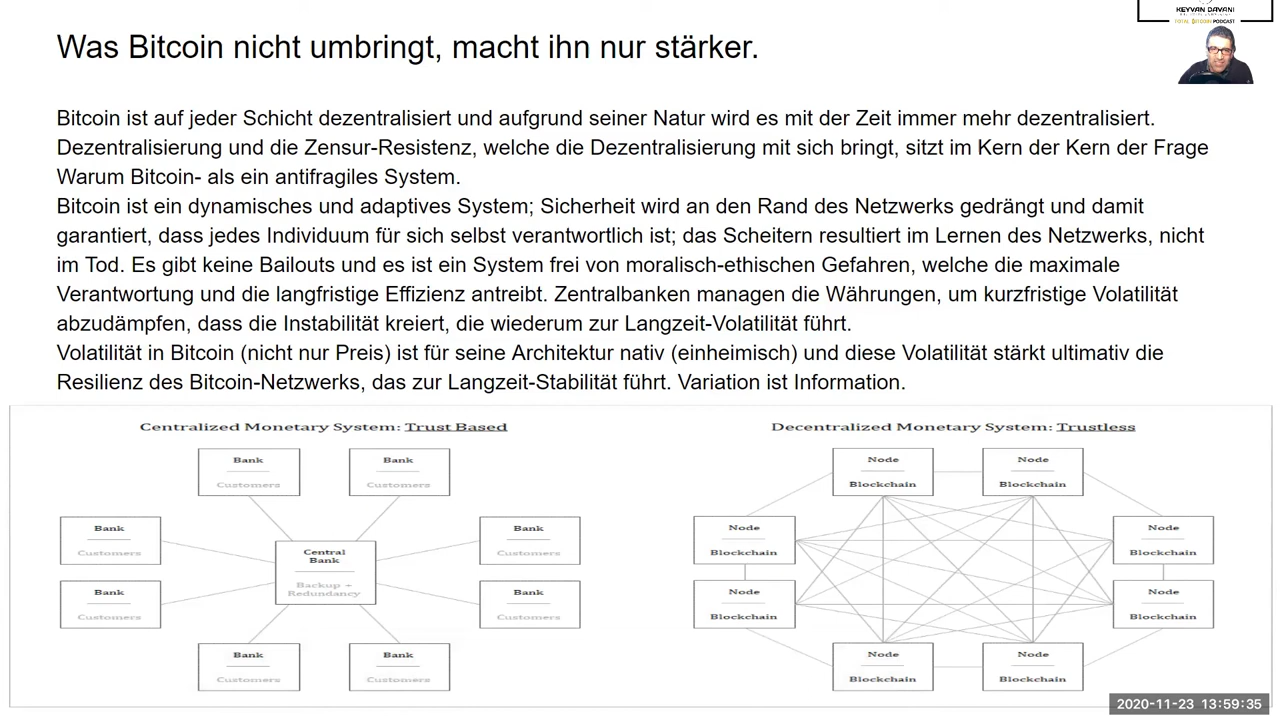 KEYVAN DAVANI
TOTAL BITCOIN PODCAST
Was Bitcoin nicht umbringt, macht ihn nur stärker.
Bitcoin ist auf jeder Schicht dezentralisiert und aufgrund seiner Natur wird es mit der Zeit immer mehr dezentralisiert.
Dezentralisierung und die Zensur-Resistenz, welche die Dezentralisierung mit sich bringt, sitzt im Kern der Kern der Frage
Warum Bitcoin- als ein antifragiles System.
Bitcoin ist ein dynamisches und adaptives System; Sicherheit wird an den Rand des Netzwerks gedrängt und damit
garantiert, dass jedes Individuum für sich selbst verantwortlich ist; das Scheitern resultiert im Lernen des Netzwerks, nicht
im Tod. Es gibt keine Bailouts und es ist ein System frei von moralisch-ethischen Gefahren, welche die maximale
Verantwortung und die langfristige Effizienz antreibt. Zentralbanken managen die Währungen, um kurzfristige Volatilität
abzudämpfen, dass die Instabilität kreiert, die wiederum zur Langzeit-Volatilität führt.
Volatilität in Bitcoin (nicht nur Preis) ist für seine Architektur nativ (einheimisch) und diese Volatilität stärkt ultimativ die
Resilienz des Bitcoin-Netzwerks, das zur Langzeit-Stabilität führt. Variation ist Information.
Centralized Monetary System: Trust Based
Bank
Customers
Bank
Customers
Bank
Customers
Bank
Customers
Central
Bank
Backup +
Redundancy
Bank
Customers
Bank
Customers
Bank
Customers
Bank
Customers
Decentralized Monetary System: Trustless
Node
Blockchain
Node
Blockchain
Node
Blockchain
Node
Blockchain
Node
Blockchain
Node
Blockchain
Node
Blockchain
Node
Blockchain
2020-11-23 13:59:35